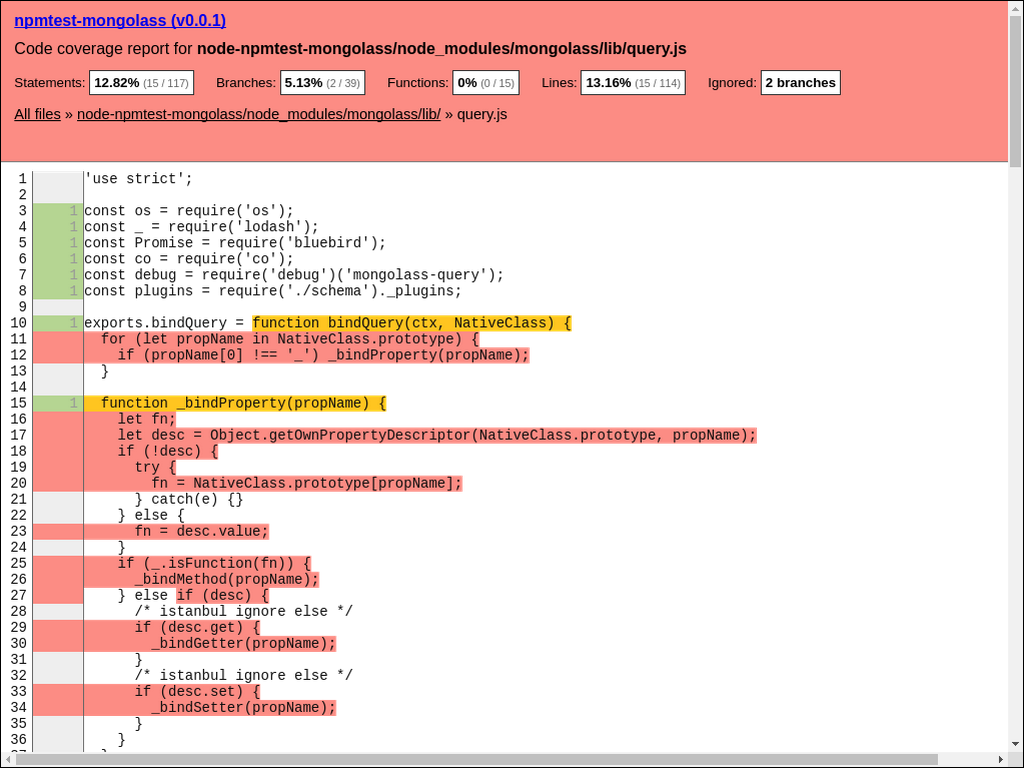 npmtest-mongolass (v0.0.1)
Code coverage report for node-npmtest-mongolass/node_modules/mongolass/lib/query.js
Statements: 12.82% (15 / 117) Branches: 5.13% (2 / 39) Functions: 0% (0 / 15) Lines: 13.16% (15 / 114) Ignored: 2 branches
All files » node-npmtest-mongolass/node_modules/mongolass/lib/ » query.js
1 'use strict';
2
3 1 const os = require('os');
4 1 const _ = require('lodash');
5 1 const Promise = require('bluebird');
6 1 const co = require('co');
7 1 const debug = require('debug')('mongolass-query');
8 1 const plugins = require('./schema')._plugins;
9
10 1 exports.bindQuery = function bindQuery(ctx, NativeClass) {
11 for (let propName in NativeClass.prototype) {
12 if (propName[0] !== '_') _bindProperty(propName);
13 }
14
15 1 function _bindProperty(propName) {
16 let fn;
17 let desc = Object.getOwnPropertyDescriptor(NativeClass.prototype, propName);
18 if (!desc) {
19 try {
20 fn = NativeClass.prototype[propName];
21 } catch(e) {}
22 } else {
23 fn = desc.value;
24 }
25 if (_.isFunction(fn)) {
26 _bindMethod(propName);
27 } else if (desc) {
28 /* istanbul ignore else */
29 if (desc.get) {
30 _bindGetter(propName);
31 }
32 /* istanbul ignore else */
33 if (desc.set) {
34 _bindSetter(propName);
35 }
36 }